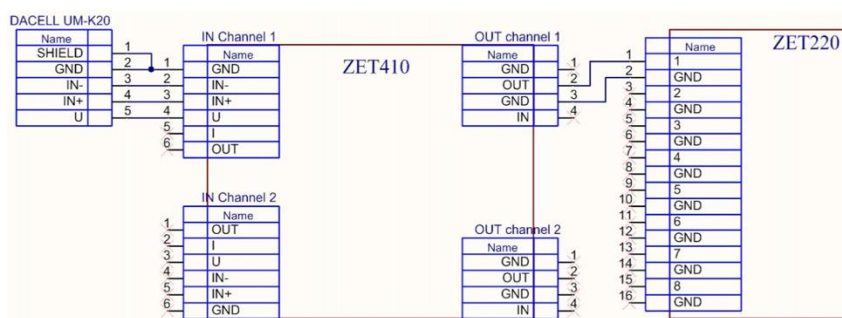 DACELL UM-K20
Name
SHIELD 1
GND 2
IN- 3
IN+ 4
U 5
IN Channel 1
Name
1 GND
2 IN-
3 IN+
4 U
5 I
6 OUT
ZET410
OUT channel 1
Name
GND 1
OUT 2
GND 3
IN 4
ZET220
Name
1 1
2 GND
3 2
4 GND
5 3
6 GND
7 4
8 GND
9 5
10 GND
11 6
12 GND
13 7
14 GND
15 8
16 GND
IN Channel 2
Name
1 OUT
2 I
3 U
4 IN-
5 IN+
6 GND
OUT channel 2
Name
GND 1
OUT 2
GND 3
IN 4